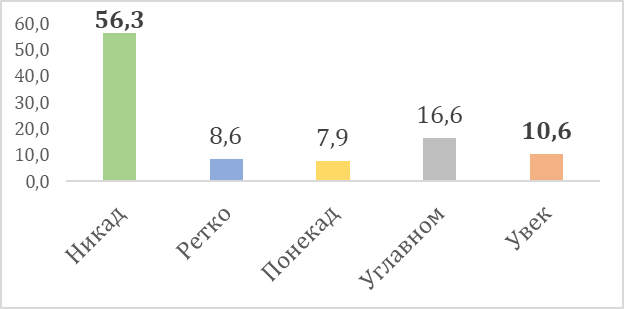 60,0
50,0
40,0
30,0
20,0
10,0
0,0
56,3
8,6
7,9
16,6
10,6
Никад
Ретко
Понекад
Углавном
Увек